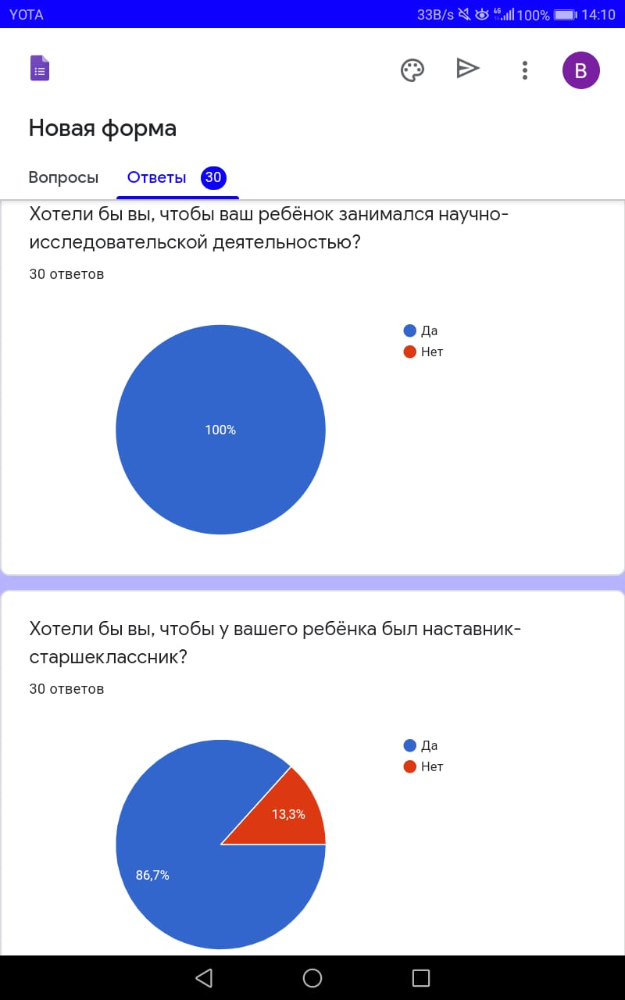 YOTA
33B/s 4G 100% 14:10
B
Новая форма
Вопросы Ответы 30
Хотели бы вы, чтобы ваш ребёнок занимался научно-
исследовательской деятельностью?
30 ответов
Да
Нет
100%
Хотели бы вы, чтобы у вашего ребёнка был наставник-
старшеклассник?
30 ответов
Да
Нет
13,3%
86,7%